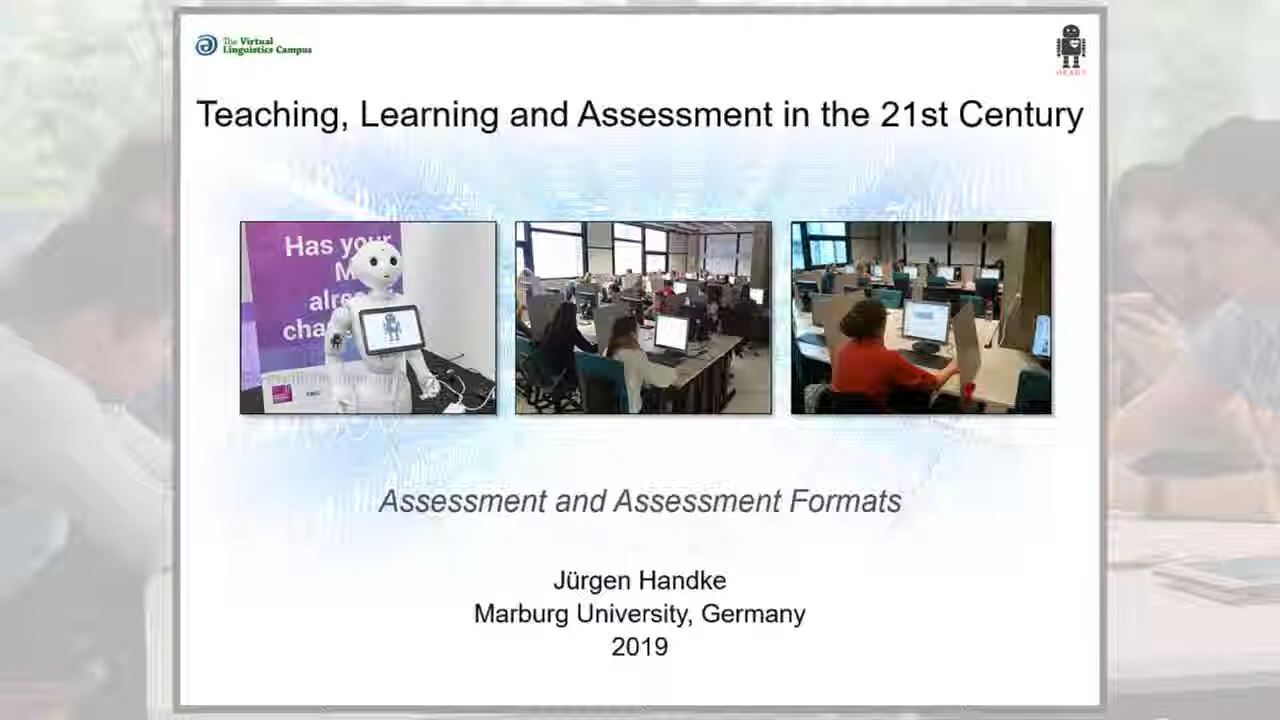 The Virtual
Linguistics Campus
Teaching, Learning and Assessment in the 21st Century
Has your
Assessment and Assessment Formats
Jürgen Handke
Marburg University, Germany
2019